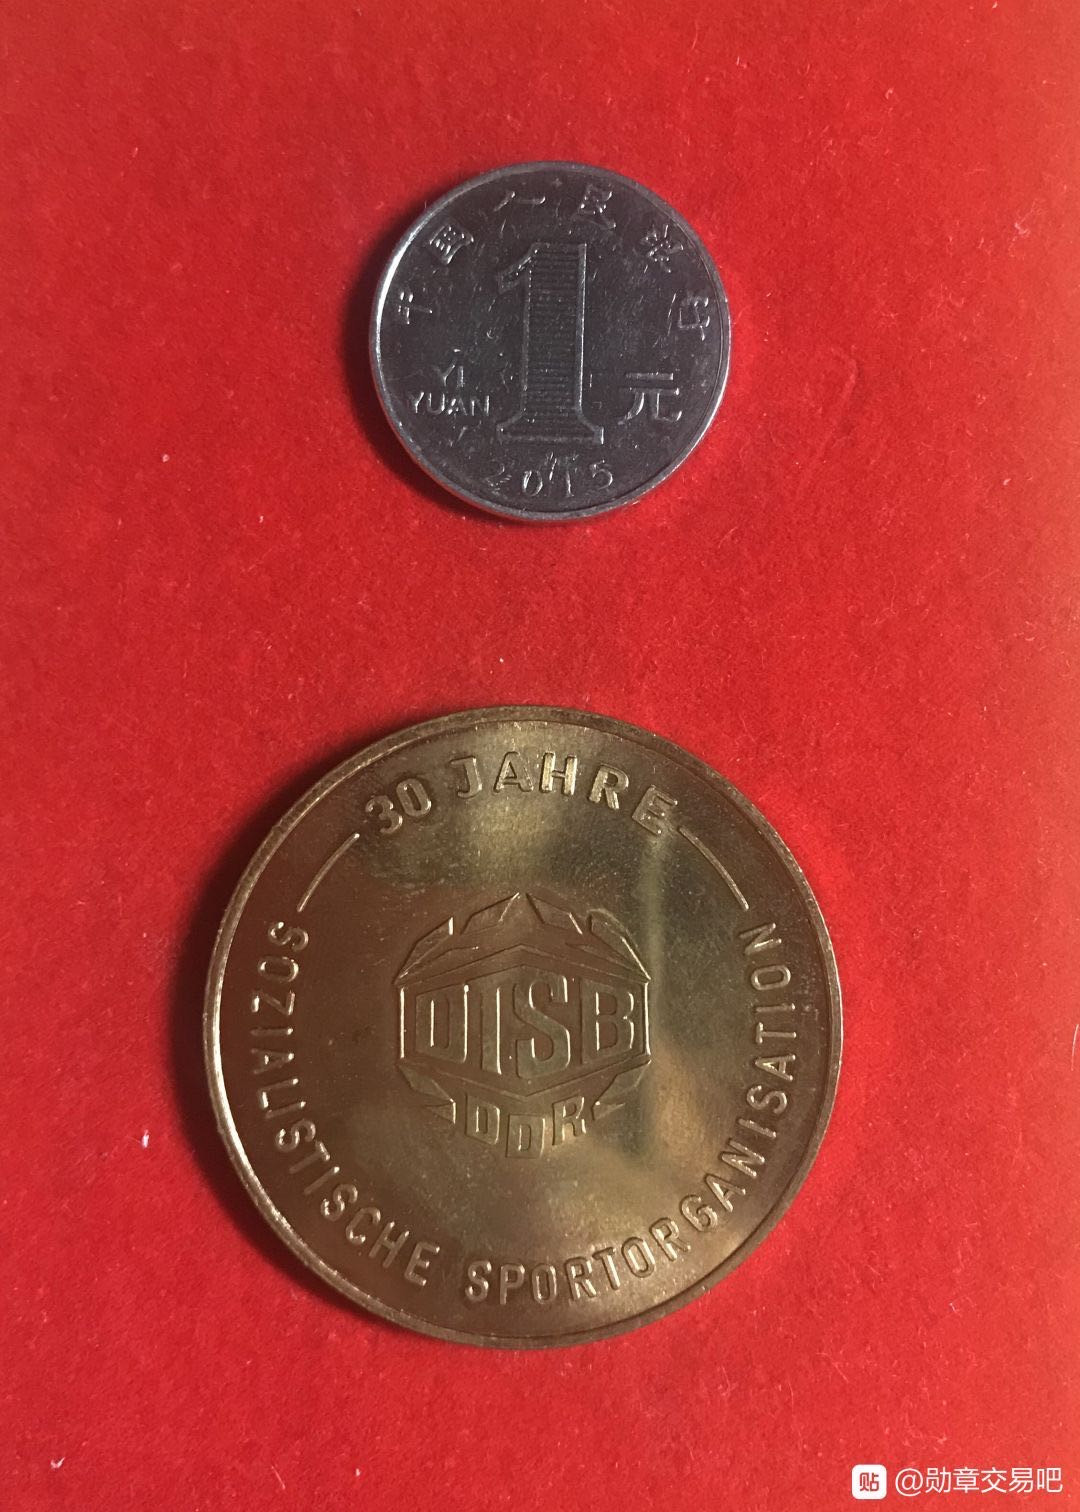 中国人民银行
1
YI
YUAN
元
2015
30 JAHRE
DTSB
DDR
SOZIALISTISCHE SPORTORGANISATION
贴 @勋章交易吧